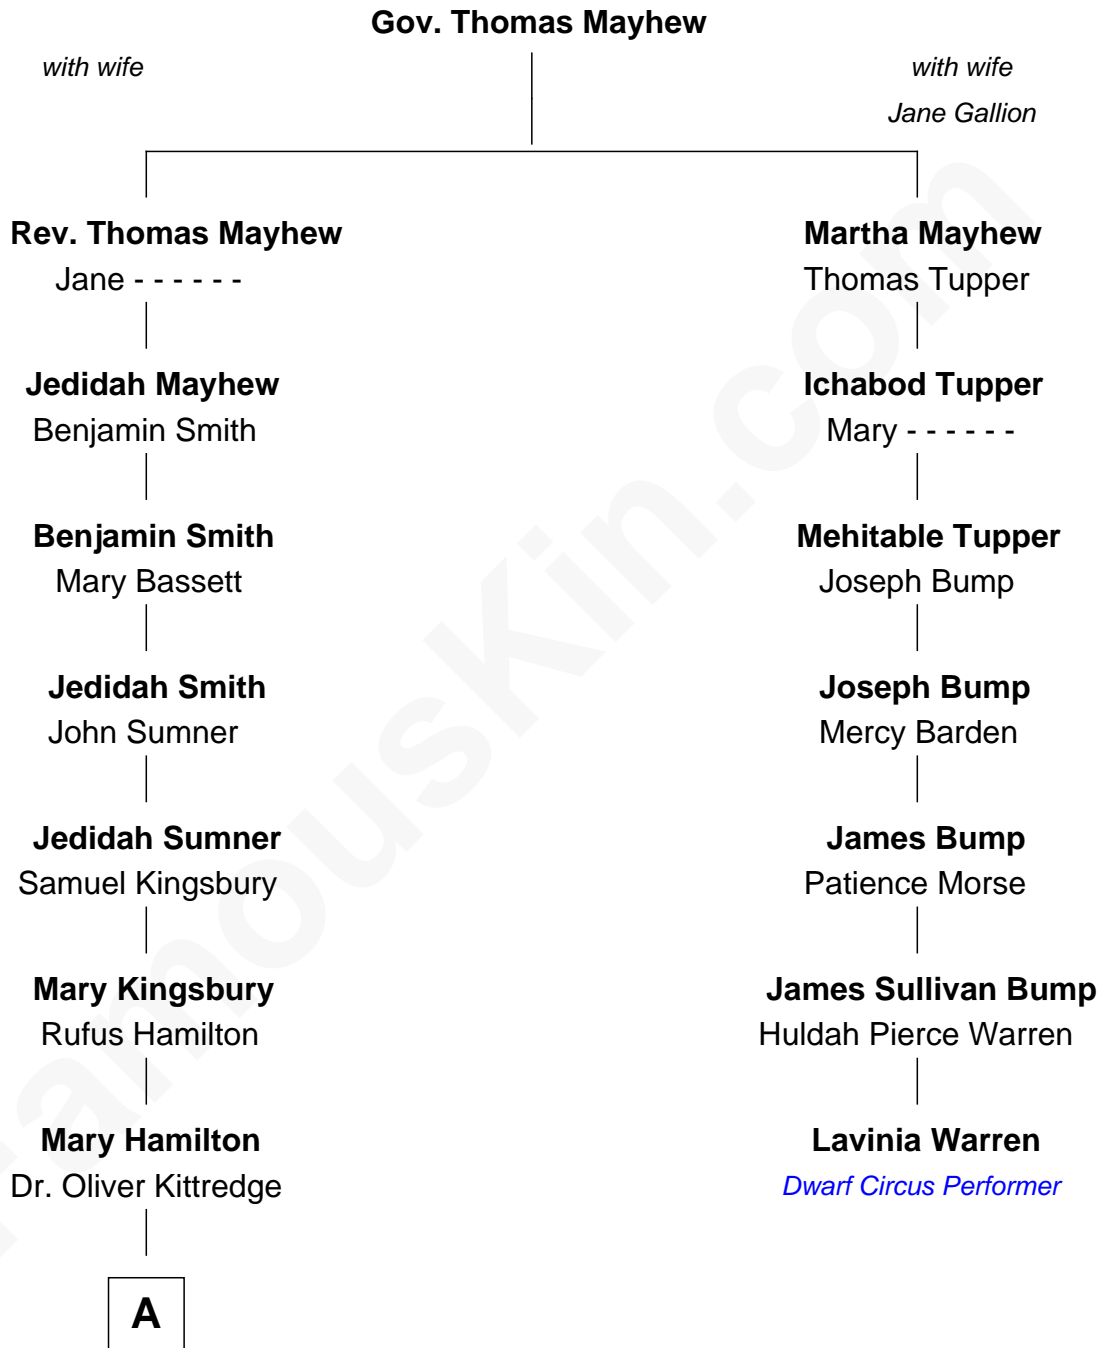 Gov. Thomas Mayhew
with wife
with wife
Jane Gallion
Rev. Thomas Mayhew
Jane - - - - - -
Martha Mayhew
Thomas Tupper
Jedidah Mayhew
Benjamin Smith
Ichabod Tupper
Mary - - - - - -
Benjamin Smith
Mary Bassett
Mehitable Tupper
Joseph Bump
Jedidah Smith
John Sumner
Joseph Bump
Mercy Barden
Jedidah Sumner
Samuel Kingsbury
James Bump
Patience Morse
Mary Kingsbury
Rufus Hamilton
James Sullivan Bump
Huldah Pierce Warren
Mary Hamilton
Dr. Oliver Kittredge
Lavinia Warren
Dwarf Circus Performer
A
FamousKin.com